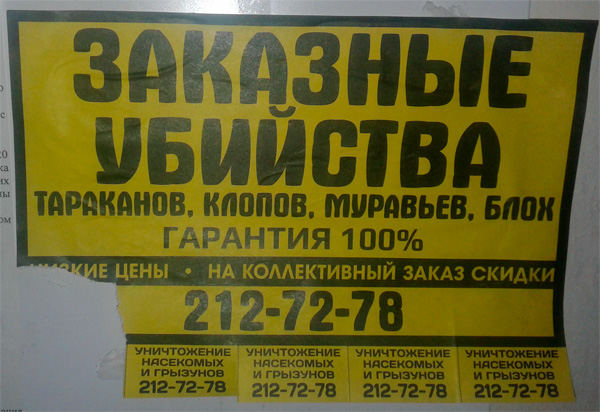 ЗАКАЗНЫЕ
УБИЙСТВА
ТАРАКАНОВ, КЛОПОВ, МУРАВЬЕВ, БЛОХ
ГАРАНТИЯ 100%
НИЗКИЕ ЦЕНЫ • НА КОЛЛЕКТИВНЫЙ ЗАКАЗ СКИДКИ
212-72-78
УНИЧТОЖЕНИЕ
НАСЕКОМЫХ
И ГРЫЗУНОВ
212-72-78
УНИЧТОЖЕНИЕ
НАСЕКОМЫХ
И ГРЫЗУНОВ
212-72-78
УНИЧТОЖЕНИЕ
НАСЕКОМЫХ
И ГРЫЗУНОВ
212-72-78
УНИЧТОЖЕНИЕ
НАСЕКОМЫХ
И ГРЫЗУНОВ
212-72-78